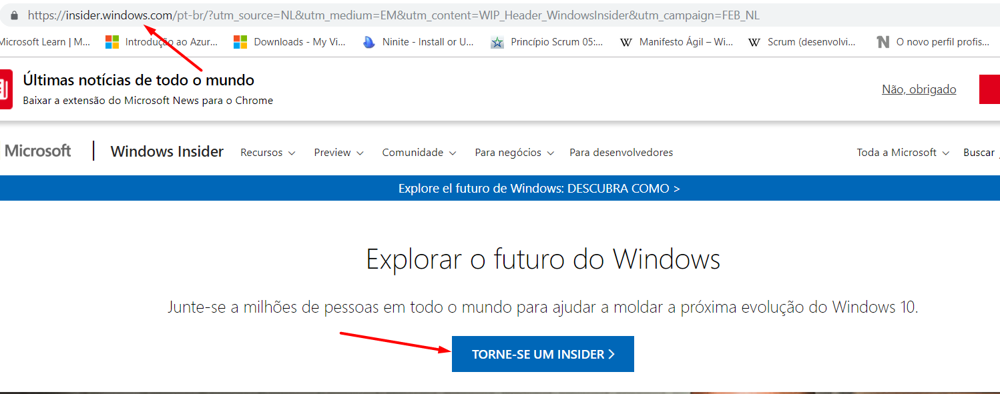 https://insider.windows.com/pt-br/?utm_source=NL&utm_medium=EM&utm_content=WIP_Header_WindowsInsider&utm_campaign=FEB_NL
Microsoft Learn | M... Introdução ao Azur... Downloads - My Vi... Ninite - Install or U... Princípio Scrum 05:... W Manifesto Ágil – Wi... W Scrum (desenvolvi... N O novo perfil profis...
Últimas notícias de todo o mundo
Baixar a extensão do Microsoft News para o Chrome
Não, obrigado
Microsoft | Windows Insider Recursos Preview Comunidade Para negócios Para desenvolvedores Toda a Microsoft Buscar
Explore el futuro de Windows: DESCUBRA COMO >
Explorar o futuro do Windows
Junte-se a milhões de pessoas em todo o mundo para ajudar a moldar a próxima evolução do Windows 10.
TORNE-SE UM INSIDER >